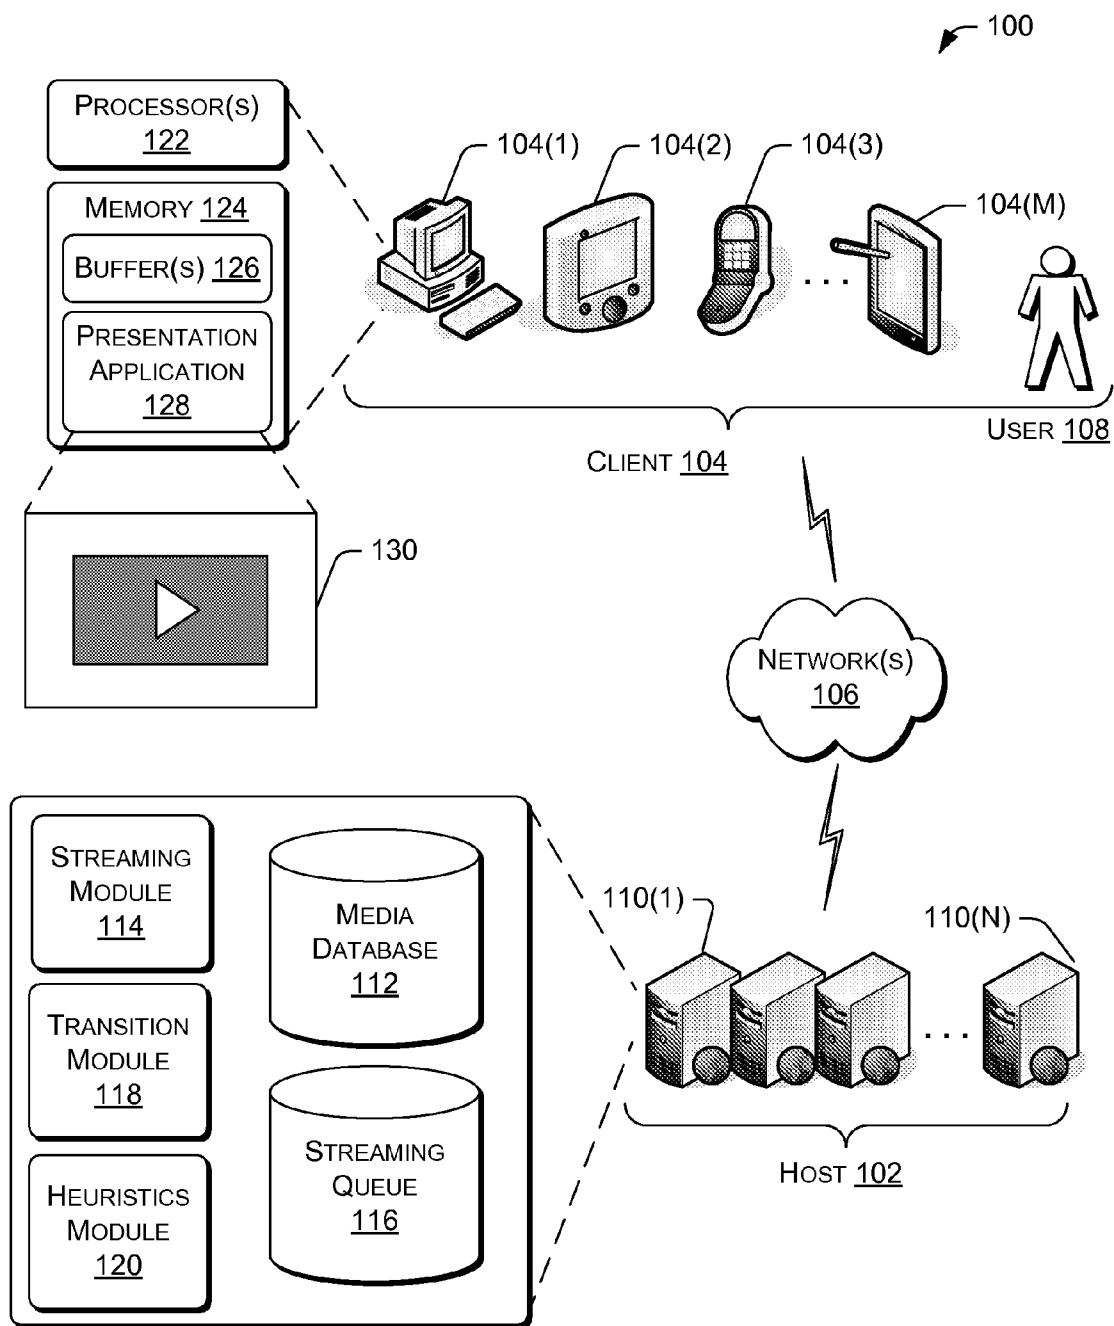 100
PROCESSOR(S)
122
MEMORY 124
BUFFER(S) 126
PRESENTATION
APPLICATION
128
130
104(1)
104(2)
104(3)
104(M)
. . .
USER 108
CLIENT 104
NETWORK(S)
106
STREAMING
MODULE
114
TRANSITION
MODULE
118
HEURISTICS
MODULE
120
MEDIA
DATABASE
112
STREAMING
QUEUE
116
110(1)
110(N)
. . .
HOST 102